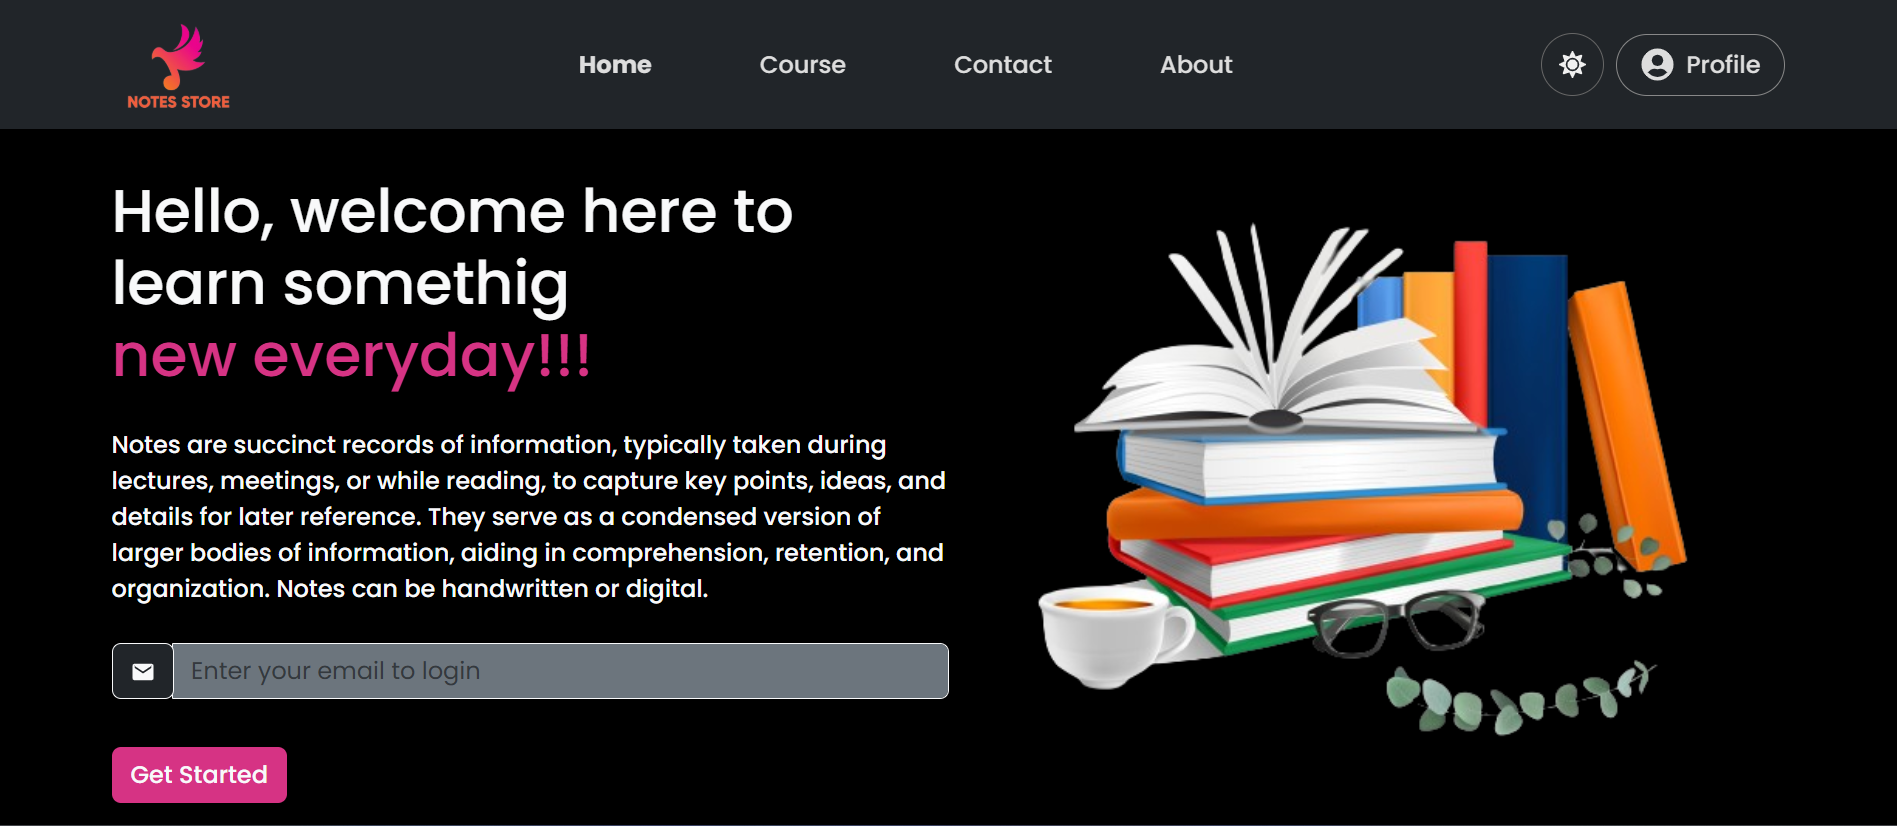 NOTES STORE
Home
Course
Contact
About
Profile
Hello, welcome here to
learn somethig
new everyday!!!
Notes are succinct records of information, typically taken during
lectures, meetings, or while reading, to capture key points, ideas, and
details for later reference. They serve as a condensed version of
larger bodies of information, aiding in comprehension, retention, and
organization. Notes can be handwritten or digital.
Enter your email to login
Get Started